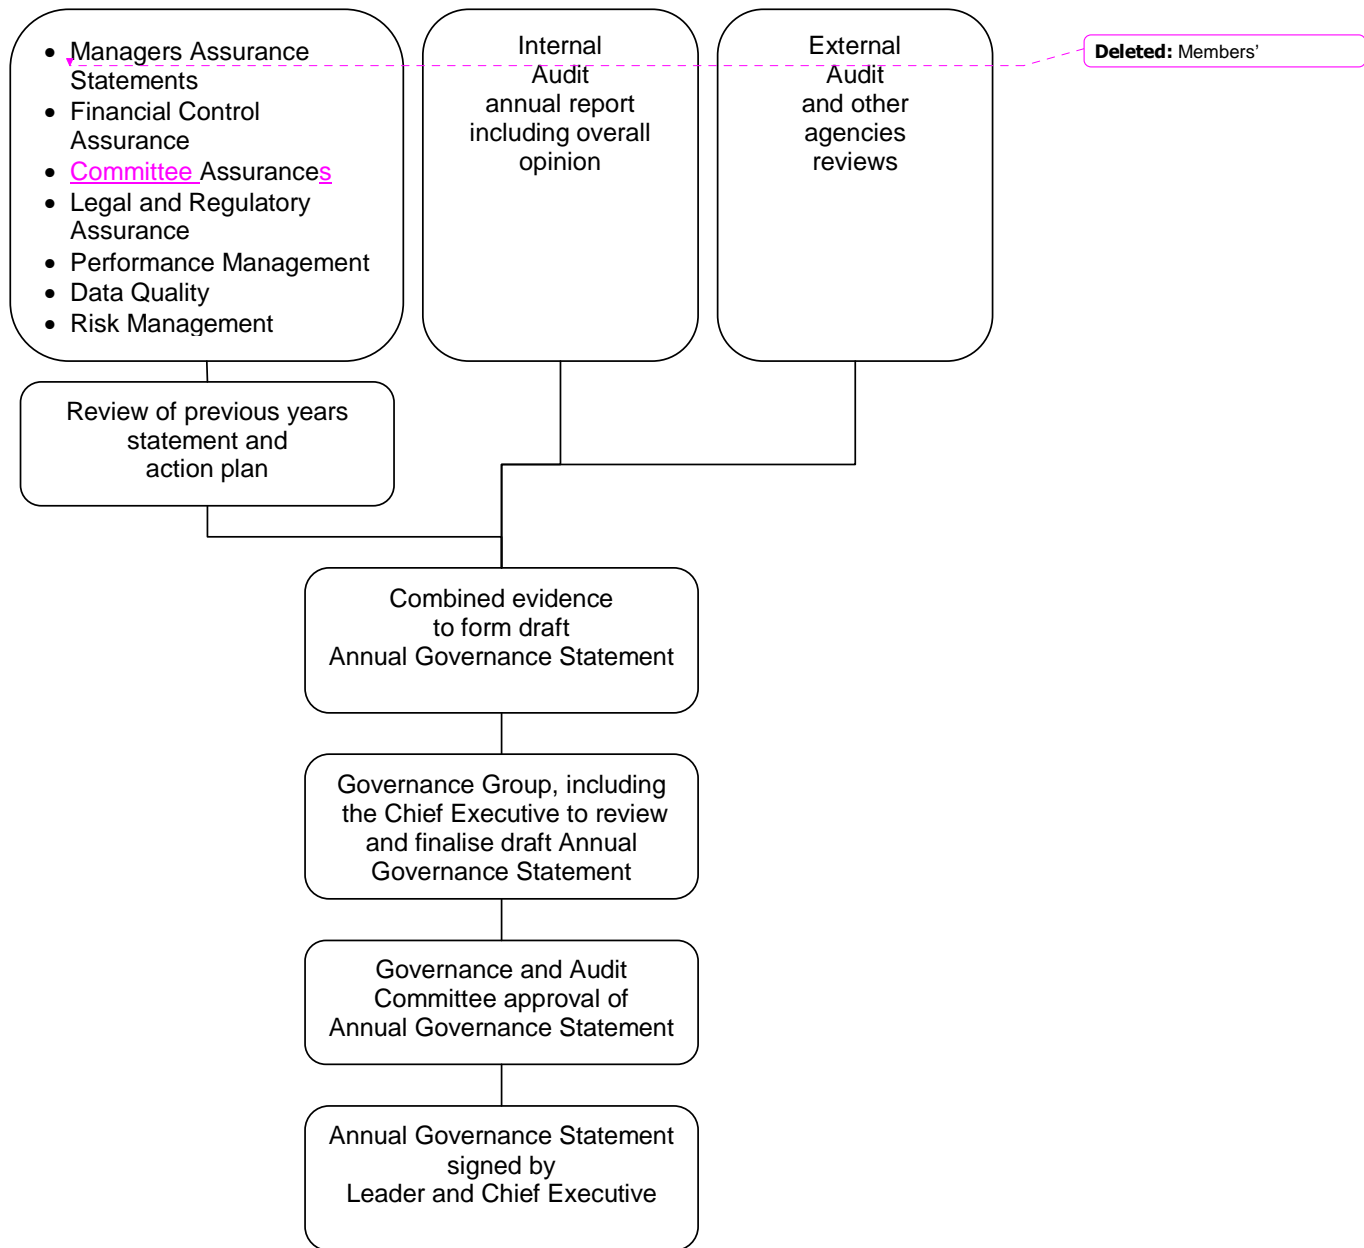 • Managers Assurance
Statements
• Financial Control
Assurance
• Committee Assurances
• Legal and Regulatory
Assurance
• Performance Management
• Data Quality
• Risk Management
Internal
Audit
annual report
including overall
opinion
External
Audit
and other
agencies
reviews
Deleted: Members’
Review of previous years
statement and
action plan
Combined evidence
to form draft
Annual Governance Statement
Governance Group, including
the Chief Executive to review
and finalise draft Annual
Governance Statement
Governance and Audit
Committee approval of
Annual Governance Statement
Annual Governance Statement
signed by
Leader and Chief Executive